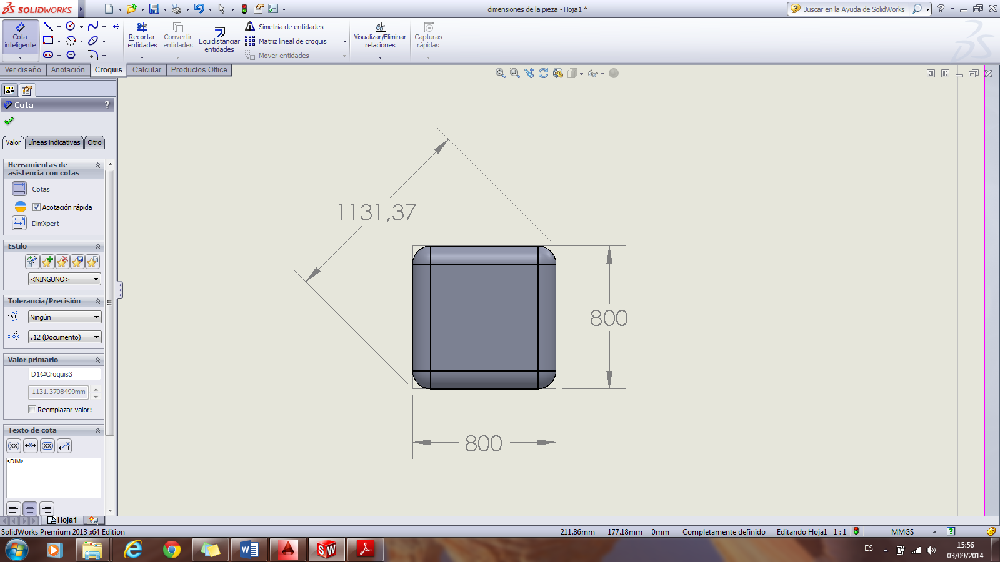 SOLIDWORKS
dimensiones de la pieza - Hoja1 *
Buscar en la Ayuda de SolidWorks
Cota
inteligente
Recortar
entidades
Convertir
entidades
Equidistanciar
entidades
Simetría de entidades
Matriz lineal de croquis
Mover entidades
Visualizar/Eliminar
relaciones
Capturas
rápidas
Ver diseño
Anotación
Croquis
Calcular
Productos Office
Cota
?
Valor
Líneas indicativas
Otro
Herramientas de
asistencia con cotas
Cotas
Acotación rápida
DimXpert
Estilo
<NINGUNO>
Tolerancia/Precisión
Ningún
.12 (Documento)
Valor primario
D1@Croquis3
1131.3708499mm
Reemplazar valor:
Texto de cota
<DIM>
1131,37
800
800
Hoja1
SolidWorks Premium 2013 x64 Edition
211.86mm
177.18mm
0mm
Completamente definido
Editando Hoja1
1 : 1
MMGS
ES
15:56
03/09/2014